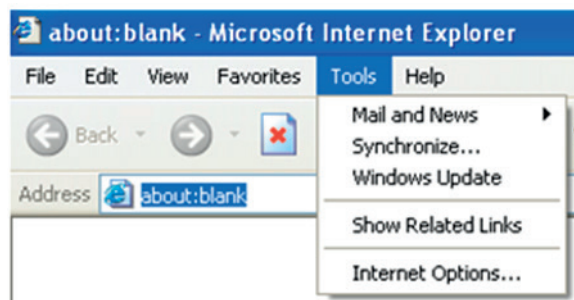 about:blank - Microsoft Internet Explorer
File Edit View Favorites Tools Help
Back
Address about:blank
Mail and News
Synchronize...
Windows Update
Show Related Links
Internet Options...